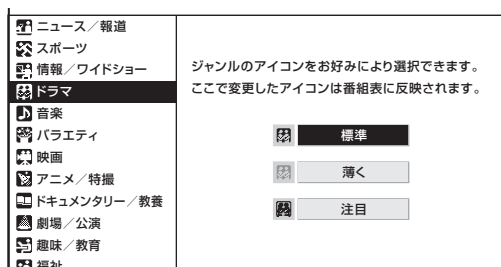 ニュース／報道
スポーツ
情報／ワイドショー
ドラマ
音楽
バラエティ
映画
アニメ／特撮
ドキュメンタリー／教養
劇場／公演
趣味／教育
福祉
ジャンルのアイコンをお好みにより選択できます。
ここで変更したアイコンは番組表に反映されます。
標準
薄く
注目